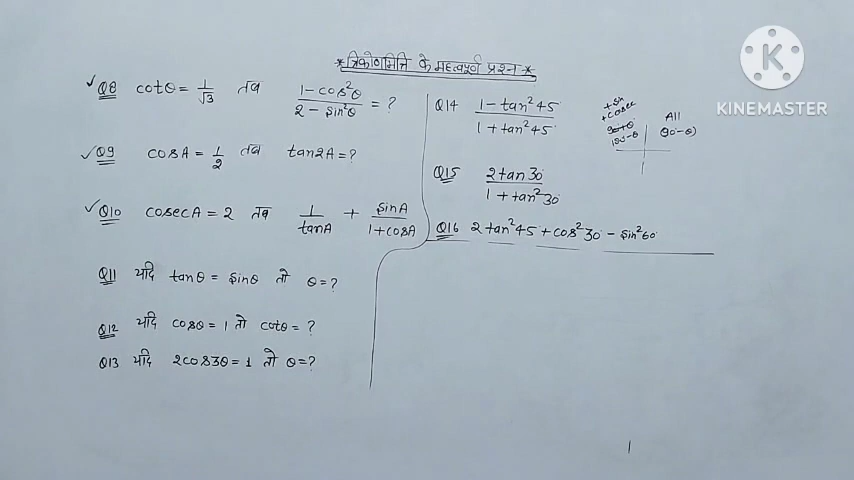 *त्रिकोणमिति के महत्वपूर्ण प्रश्न*
Q8 cotθ = 1/√3 तब (1-cos²θ)/(2-sin²θ) = ?
Q9 cosA = 1/2 तब tan2A = ?
Q10 cosecA = 2 तब 1/tanA + sinA/(1+cosA)
Q11 यदि tanθ = sinθ तो θ = ?
Q12 यदि cosθ = 1 तो cotθ = ?
Q13 यदि 2cos3θ = 1 तो θ = ?
Q14 (1-tan²45°)/(1+tan²45°)
Q15 2tan30°/(1+tan²30°)
Q16 2tan²45° + cos²30° - sin²60°
+cosec
90+θ
180-θ
All
(90-θ)
K
KINEMASTER